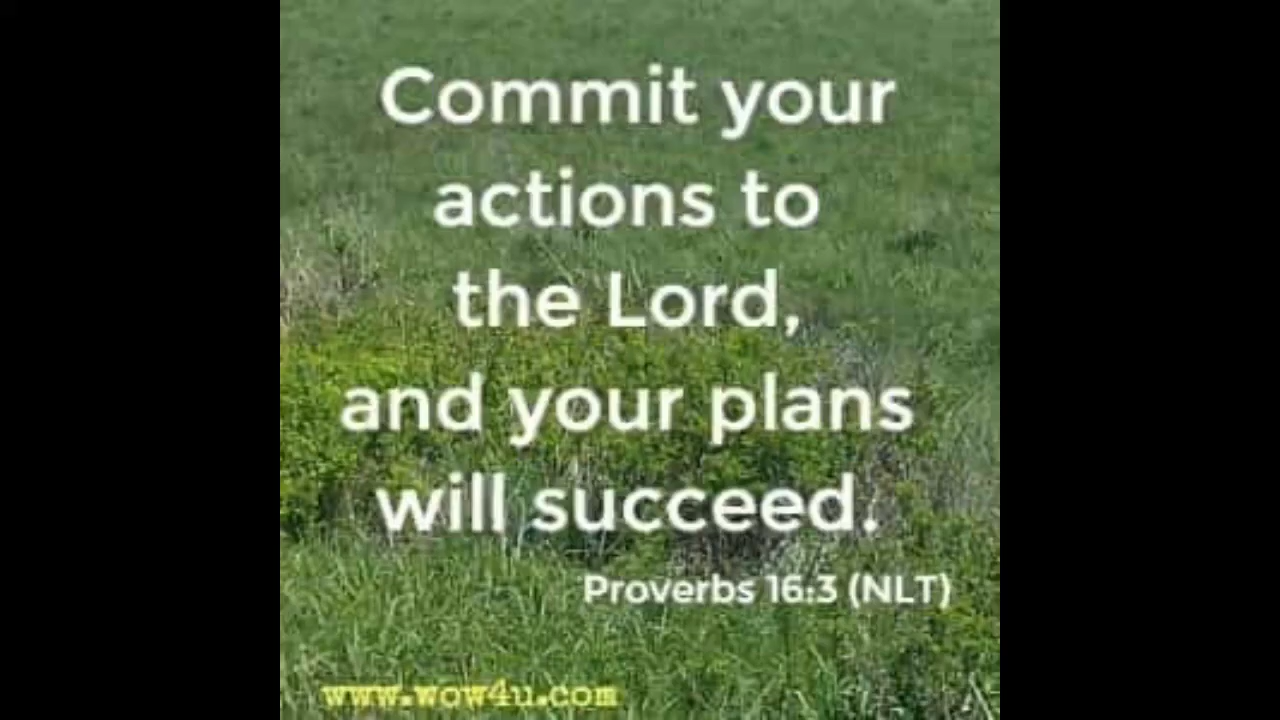 Commit your
actions to
the Lord,
and your plans
will succeed.
Proverbs 16:3 (NLT)
www.wow4u.com